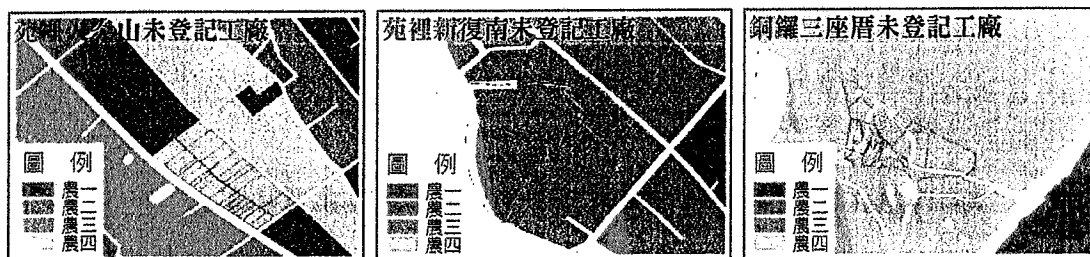 苑裡火炎山未登記工廠
圖 例
農一
農二
農三
農四
苑裡新復南未登記工廠
圖 例
農一
農二
農三
農四
銅鑼三座厝未登記工廠
圖 例
農一
農二
農三
農四